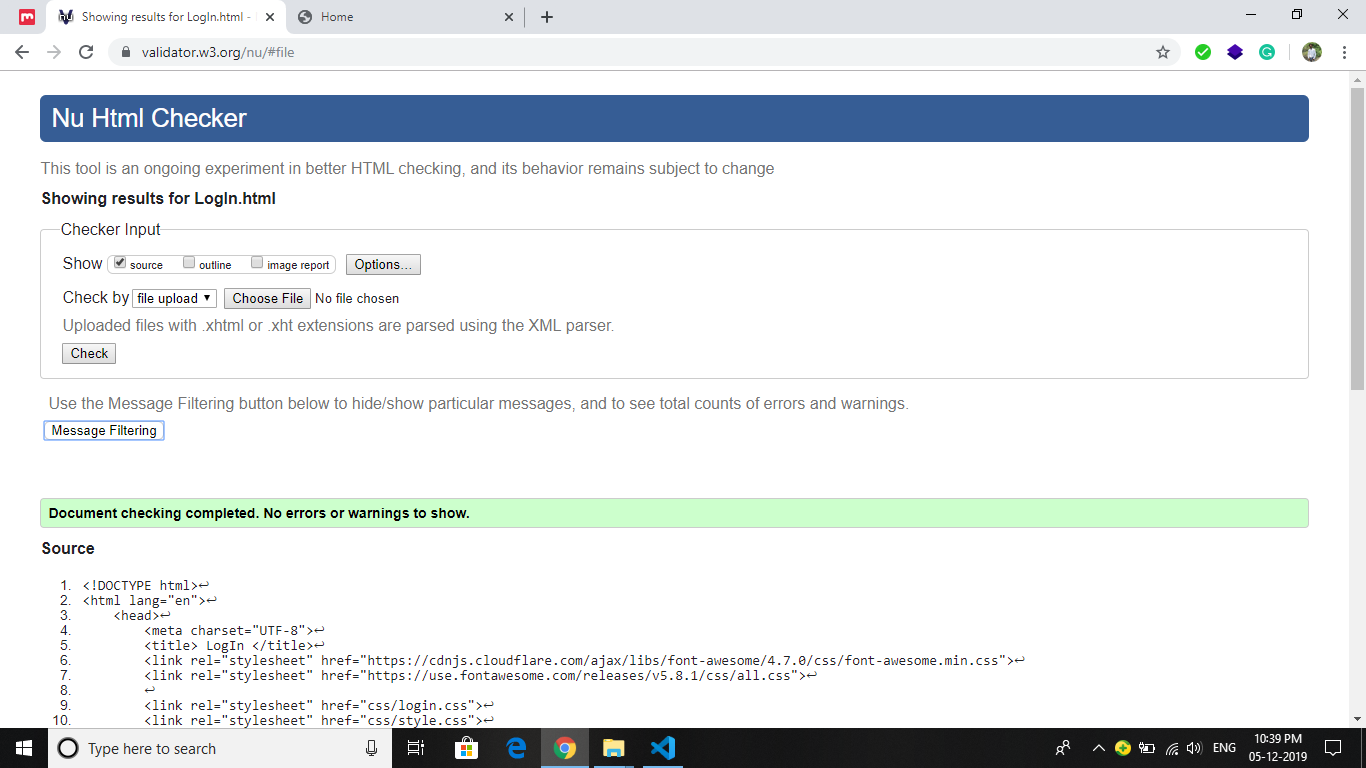 Showing results for LogIn.html -
Home
validator.w3.org/nu/#file
Nu Html Checker
This tool is an ongoing experiment in better HTML checking, and its behavior remains subject to change
Showing results for LogIn.html
Checker Input
Show source outline image report Options...
Check by file upload Choose File No file chosen
Uploaded files with .xhtml or .xht extensions are parsed using the XML parser.
Check
Use the Message Filtering button below to hide/show particular messages, and to see total counts of errors and warnings.
Message Filtering
Document checking completed. No errors or warnings to show.
Source
1. <!DOCTYPE html>↩
2. <html lang="en">↩
3. <head>↩
4. <meta charset="UTF-8">↩
5. <title> LogIn </title>↩
6. <link rel="stylesheet" href="https://cdnjs.cloudflare.com/ajax/libs/font-awesome/4.7.0/css/font-awesome.min.css">↩
7. <link rel="stylesheet" href="https://use.fontawesome.com/releases/v5.8.1/css/all.css">↩
8. ↩
9. <link rel="stylesheet" href="css/login.css">↩
10. <link rel="stylesheet" href="css/style.css">↩
Type here to search
ENG
10:39 PM
05-12-2019